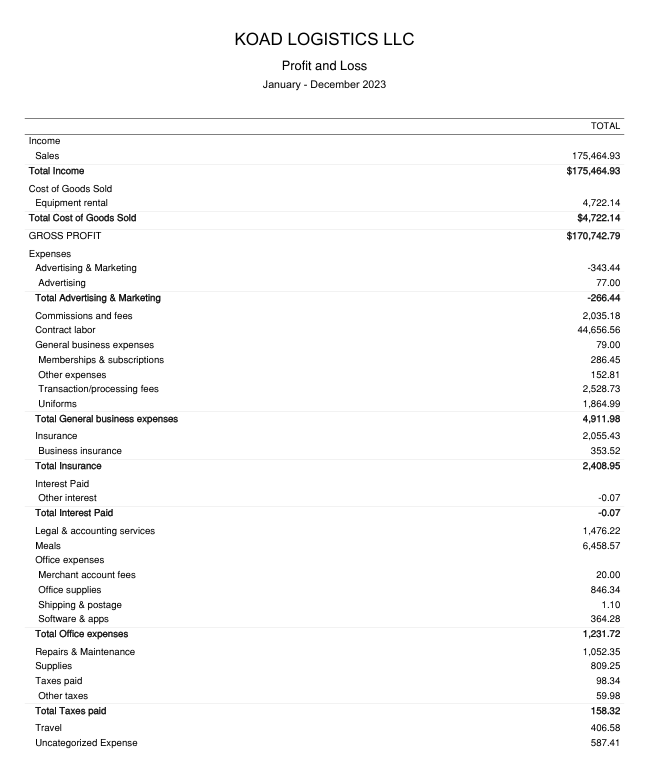 KOAD LOGISTICS LLC
Profit and Loss
January - December 2023
TOTAL
Income
Sales 175,464.93
Total Income $175,464.93
Cost of Goods Sold
Equipment rental 4,722.14
Total Cost of Goods Sold $4,722.14
GROSS PROFIT $170,742.79
Expenses
Advertising & Marketing -343.44
Advertising 77.00
Total Advertising & Marketing -266.44
Commissions and fees 2,035.18
Contract labor 44,656.56
General business expenses 79.00
Memberships & subscriptions 286.45
Other expenses 152.81
Transaction/processing fees 2,528.73
Uniforms 1,864.99
Total General business expenses 4,911.98
Insurance 2,055.43
Business insurance 353.52
Total Insurance 2,408.95
Interest Paid
Other interest -0.07
Total Interest Paid -0.07
Legal & accounting services 1,476.22
Meals 6,458.57
Office expenses
Merchant account fees 20.00
Office supplies 846.34
Shipping & postage 1.10
Software & apps 364.28
Total Office expenses 1,231.72
Repairs & Maintenance 1,052.35
Supplies 809.25
Taxes paid 98.34
Other taxes 59.98
Total Taxes paid 158.32
Travel 406.58
Uncategorized Expense 587.41